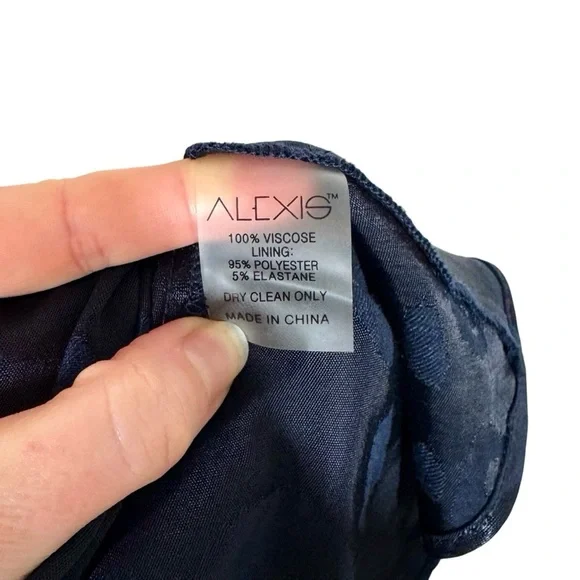 ALEXIS™
100% VISCOSE
LINING:
95% POLYESTER
5% ELASTANE
DRY CLEAN ONLY
MADE IN CHINA